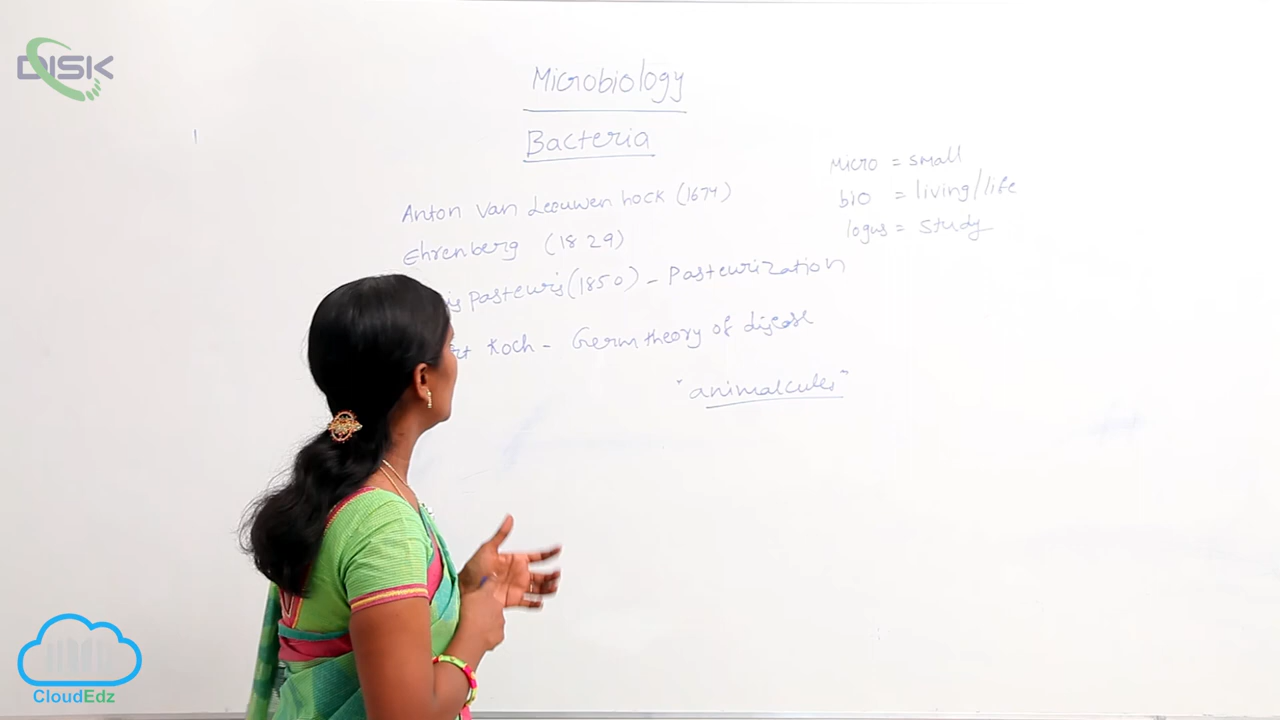 DISK
Microbiology
Bacteria
Micro = small
bio = living/life
logus = study
Anton Van Leeuwen hock (1674)
Ehrenberg (1829)
Pasteuris (1850) - Pasteurization
Koch - Germ theory of disease
"animalcules"
CloudEdz